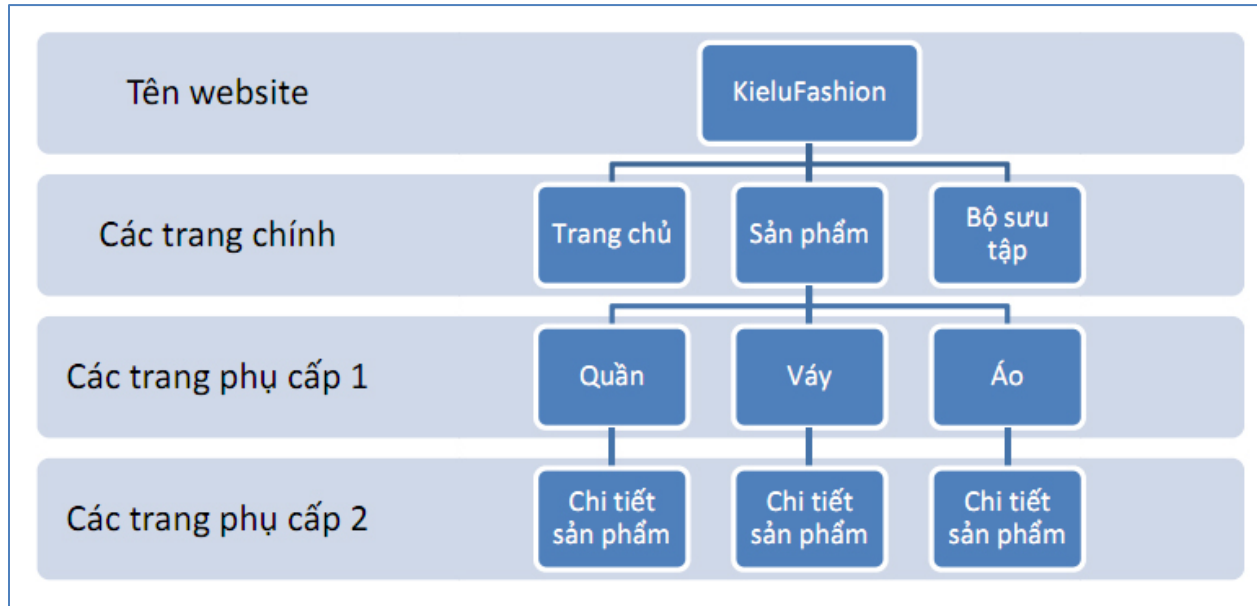 Tên website
KieluFashion
Các trang chính
Trang chủ
Sản phẩm
Bộ sưu
tập
Các trang phụ cấp 1
Quần
Váy
Áo
Các trang phụ cấp 2
Chi tiết
sản phẩm
Chi tiết
sản phẩm
Chi tiết
sản phẩm